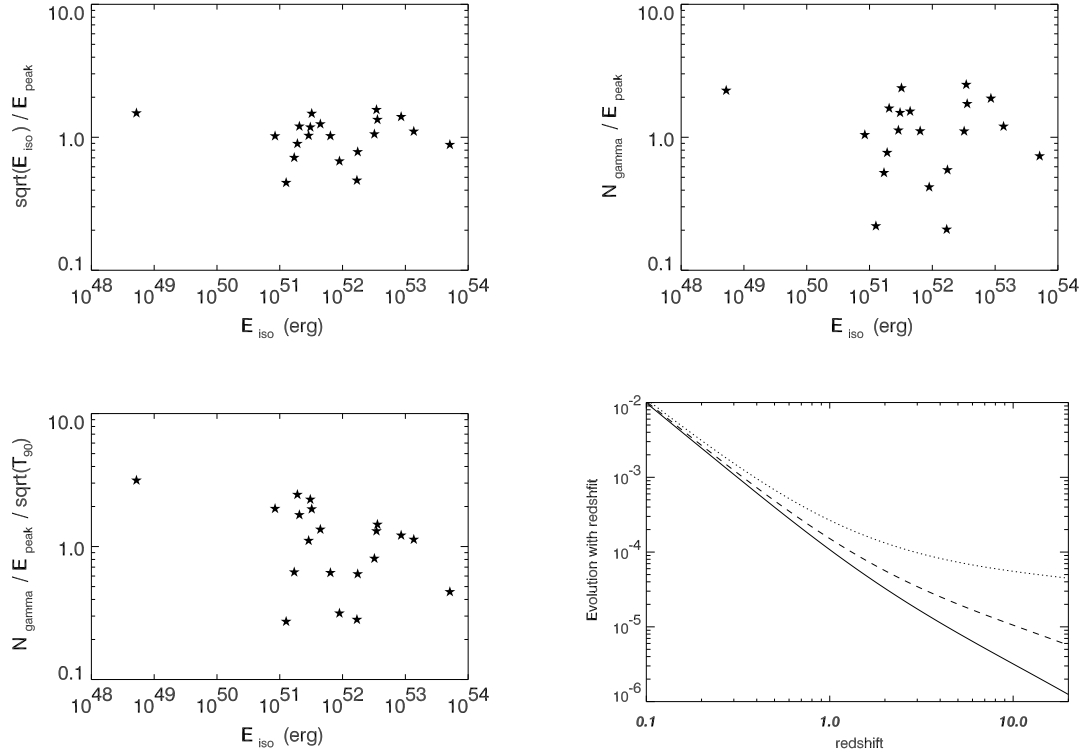 10.0
1.0
0.1
sqrt(E iso) / E peak
10^48 10^49 10^50 10^51 10^52 10^53 10^54
E iso (erg)
10.0
1.0
0.1
N gamma / E peak
10^48 10^49 10^50 10^51 10^52 10^53 10^54
E iso (erg)
10.0
1.0
0.1
N gamma / E peak / sqrt(T90)
10^48 10^49 10^50 10^51 10^52 10^53 10^54
E iso (erg)
10^-2
10^-3
10^-4
10^-5
10^-6
Evolution with redshfit
0.1 1.0 10.0
redshift